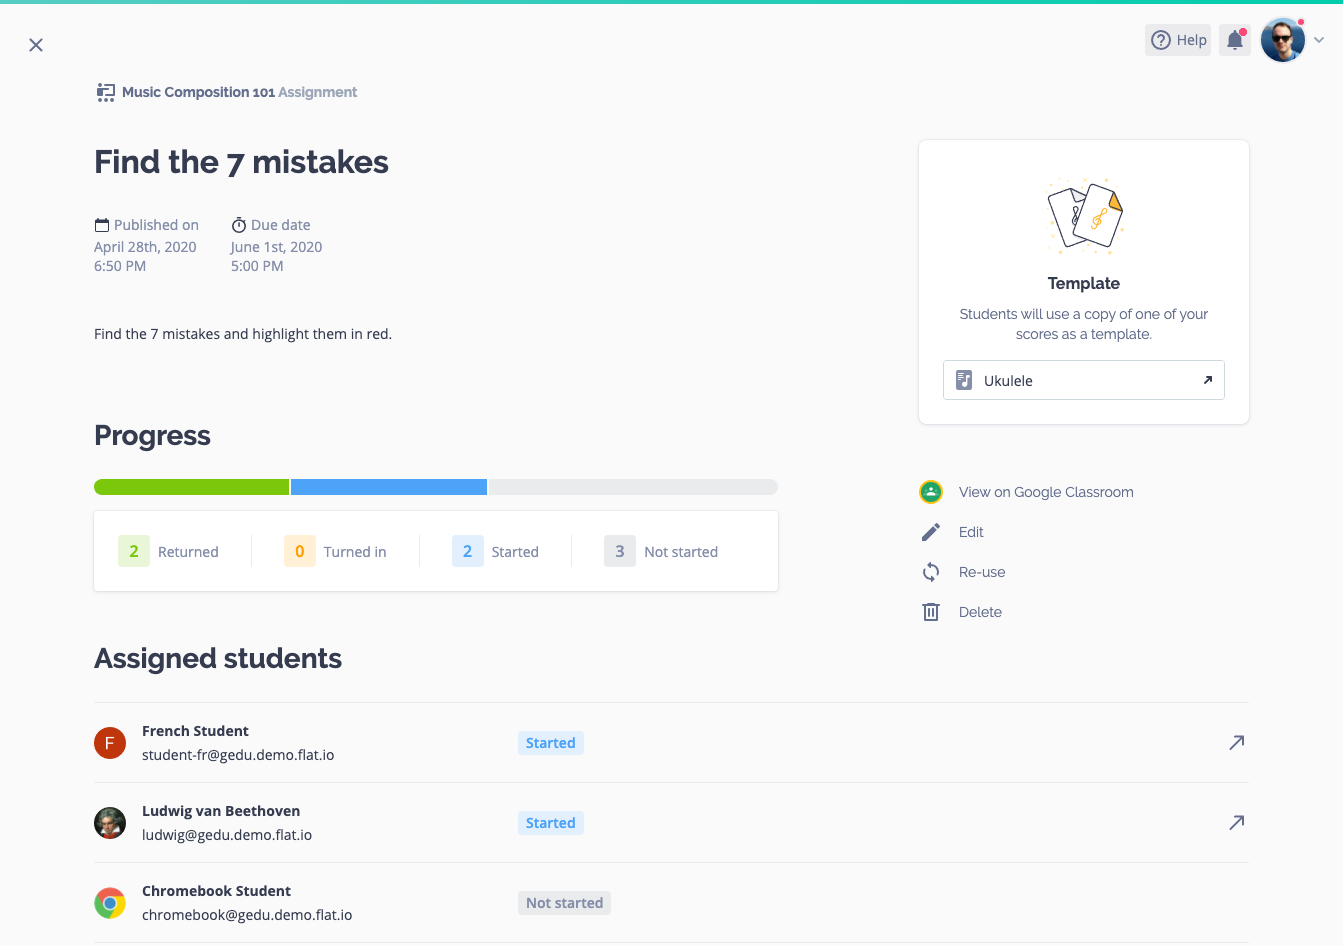 Help
Music Composition 101 Assignment
Find the 7 mistakes
Published on
April 28th, 2020
6:50 PM
Due date
June 1st, 2020
5:00 PM
Find the 7 mistakes and highlight them in red.
Template
Students will use a copy of one of your
scores as a template.
Ukulele
Progress
2 Returned
0 Turned in
2 Started
3 Not started
View on Google Classroom
Edit
Re-use
Delete
Assigned students
F
French Student
student-fr@gedu.demo.flat.io
Started
Ludwig van Beethoven
ludwig@gedu.demo.flat.io
Started
Chromebook Student
chromebook@gedu.demo.flat.io
Not started